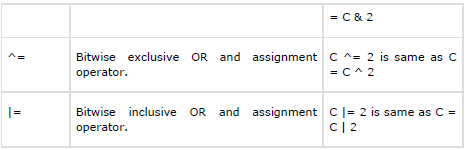 = C & 2
^= Bitwise exclusive OR and assignment C ^= 2 is same as C
operator. = C ^ 2
|= Bitwise inclusive OR and assignment C |= 2 is same as C =
operator. C | 2